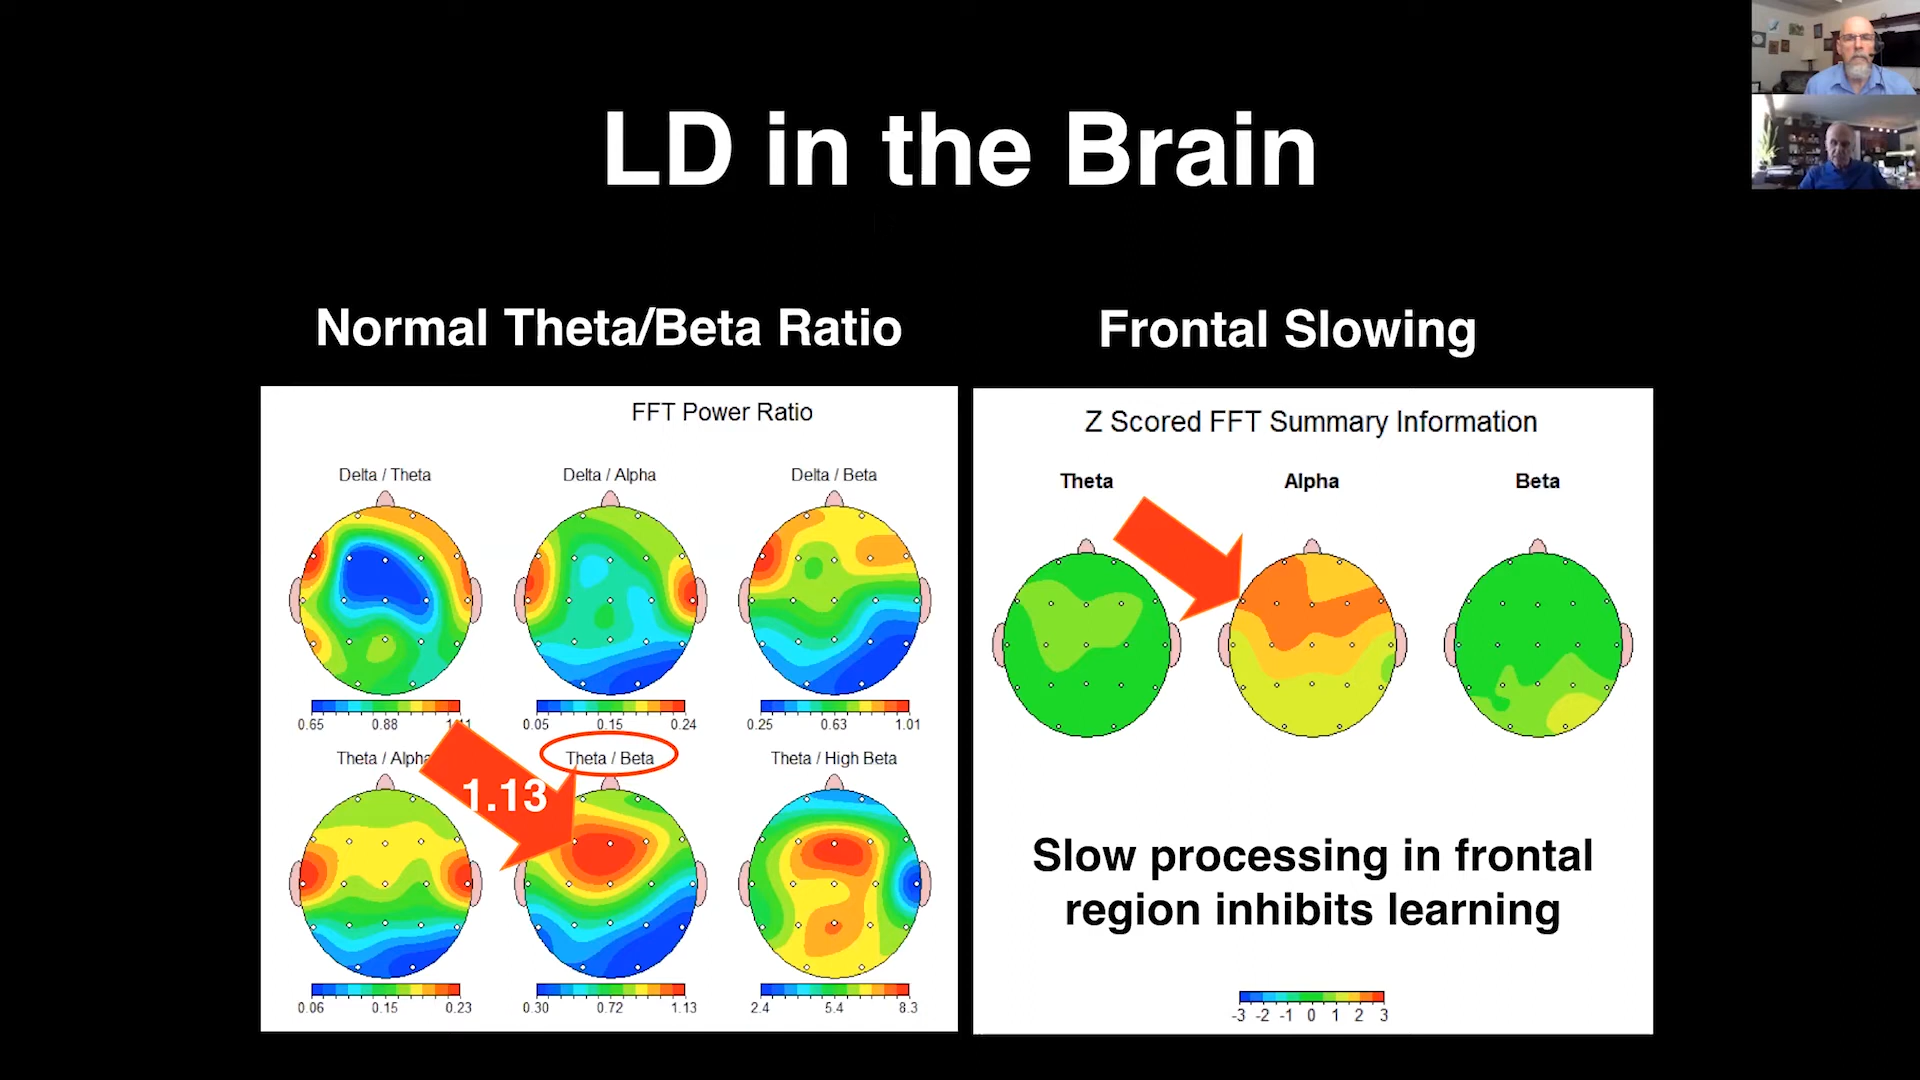 LD in the Brain
Normal Theta/Beta Ratio
Frontal Slowing
FFT Power Ratio
Delta / Theta
Delta / Alpha
Delta / Beta
0.65 0.88 1.11
0.05 0.15 0.24
0.25 0.63 1.01
Theta / Alpha
Theta / Beta
Theta / High Beta
1.13
0.06 0.15 0.23
0.30 0.72 1.13
2.4 5.4 8.3
Z Scored FFT Summary Information
Theta
Alpha
Beta
Slow processing in frontal
region inhibits learning
-3 -2 -1 0 1 2 3